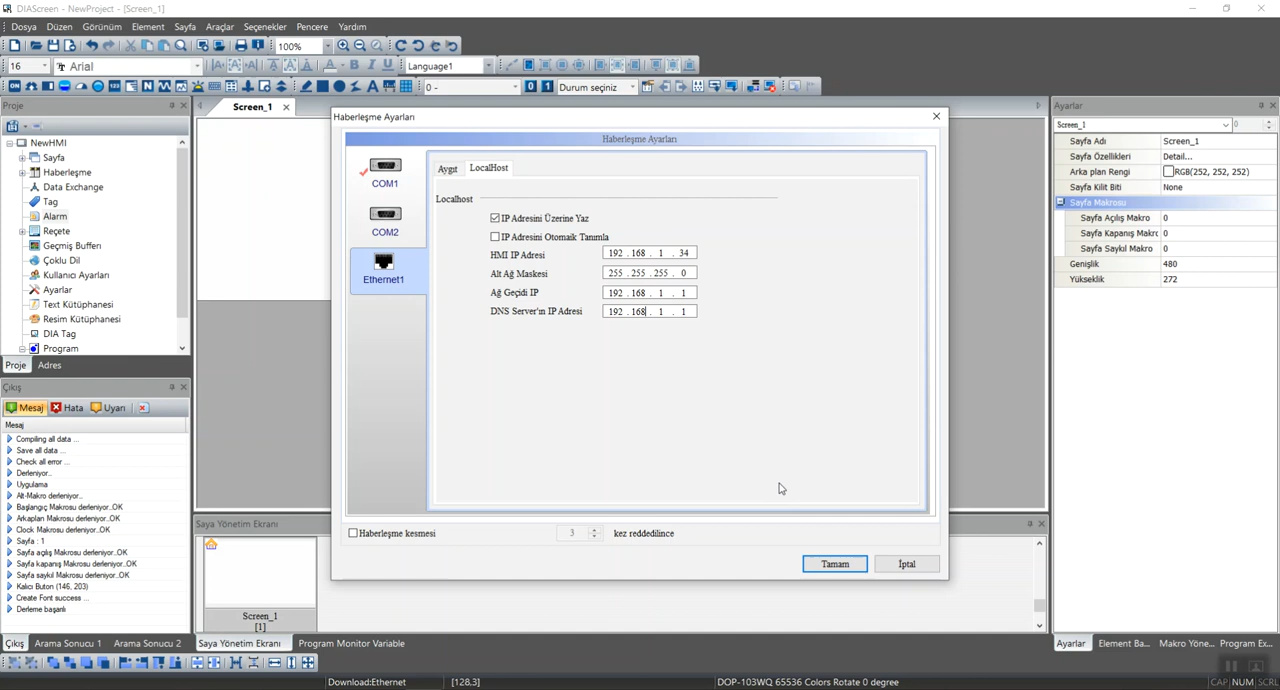 DIAScreen - NewProject - [Screen_1]
Dosya Düzen Görünüm Element Sayfa Araçlar Seçenekler Pencere Yardım
100%
16 Arial Language1
0 - Durum seçiniz
Proje
NewHMI
Sayfa
Haberleşme
Data Exchange
Tag
Alarm
Reçete
Geçmiş Bufferı
Çoklu Dil
Kullanıcı Ayarları
Ayarlar
Text Kütüphanesi
Resim Kütüphanesi
DIA Tag
Program
Proje Adres
Çıkış
Mesaj Hata Uyarı
Mesaj
Compiling all data ...
Save all data ...
Check all error ...
Derleniyor...
Uygulama
Alt-Makro derleniyor..
Başlangıç Makrosu derleniyor..OK
Arkaplan Makrosu derleniyor..OK
Clock Makrosu derleniyor..OK
Sayfa : 1
Sayfa açılış Makrosu derleniyor..OK
Sayfa kapanış Makrosu derleniyor..OK
Sayfa saykıl Makrosu derleniyor..OK
Kalıcı Buton (146, 203)
Create Font success ...
Derleme başarılı
Çıkış Arama Sonucu 1 Arama Sonucu 2
Screen_1
Haberleşme Ayarları
Haberleşme Ayarları
COM1
COM2
Ethernet1
Aygıt LocalHost
Localhost
IP Adresini Üzerine Yaz
IP Adresini Otomaik Tanımla
HMI IP Adresi 192 . 168 . 1 . 34
Alt Ağ Maskesi 255 . 255 . 255 . 0
Ağ Geçidi IP 192 . 168 . 1 . 1
DNS Server'ın IP Adresi 192 . 168 . 1 . 1
Haberleşme kesmesi 3 kez reddedilince
Tamam İptal
Saya Yönetim Ekranı
Screen_1
[1]
Saya Yönetim Ekranı Program Monitor Variable
Ayarlar
Screen_1 0
Sayfa Adı Screen_1
Sayfa Özellikleri Detail...
Arka plan Rengi RGB(252, 252, 252)
Sayfa Kilit Biti None
Sayfa Makrosu
Sayfa Açılış Makro 0
Sayfa Kapanış Makrc 0
Sayfa Saykıl Makro 0
Genişlik 480
Yükseklik 272
Ayarlar Element Ba... Makro Yöne... Program Ex...
Download:Ethernet [128,3] DOP-103WQ 65536 Colors Rotate 0 degree CAP NUM SCRL